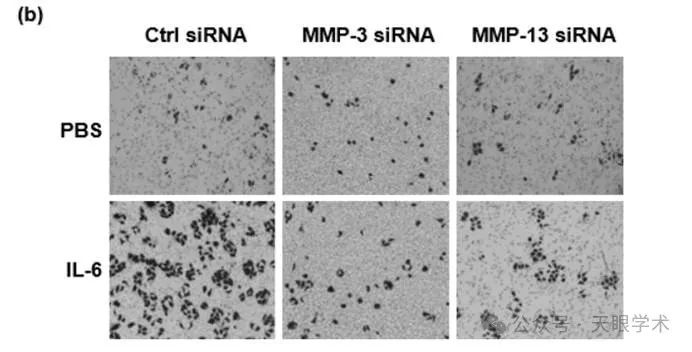 (b)
Ctrl siRNA MMP-3 siRNA MMP-13 siRNA
PBS
IL-6
公众号 · 天眼学术